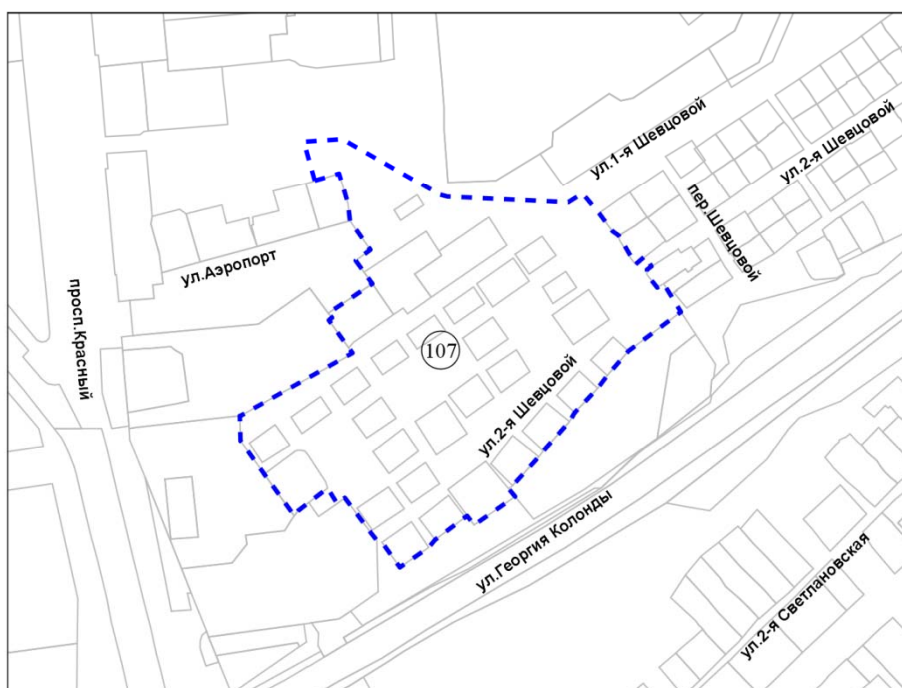 ул.1-я Шевцовой
ул.2-я Шевцовой
пер.Шевцовой
ул.Аэропорт
просп.Красный
107
ул.2-я Шевцовой
ул.Георгия Колонды
ул.2-я Светлановская